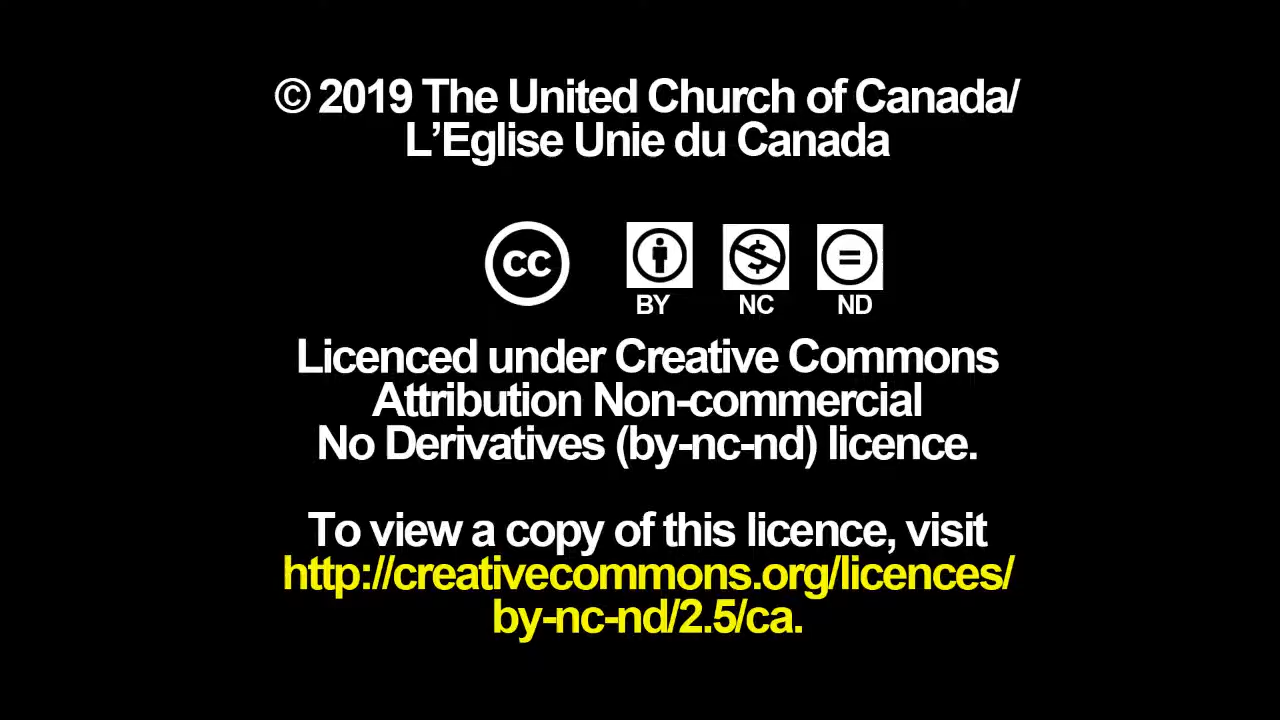 © 2019 The United Church of Canada/
L’Eglise Unie du Canada
cc
BY NC ND
Licenced under Creative Commons
Attribution Non-commercial
No Derivatives (by-nc-nd) licence.
To view a copy of this licence, visit
http://creativecommons.org/licences/
by-nc-nd/2.5/ca.